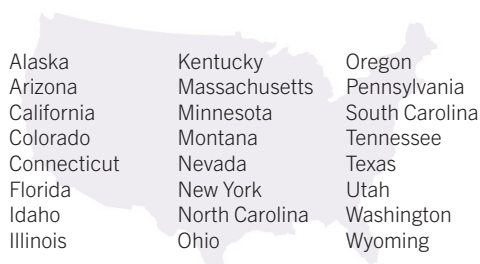 Alaska
Arizona
California
Colorado
Connecticut
Florida
Idaho
Illinois
Kentucky
Massachusetts
Minnesota
Montana
Nevada
New York
North Carolina
Ohio
Oregon
Pennsylvania
South Carolina
Tennessee
Texas
Utah
Washington
Wyoming